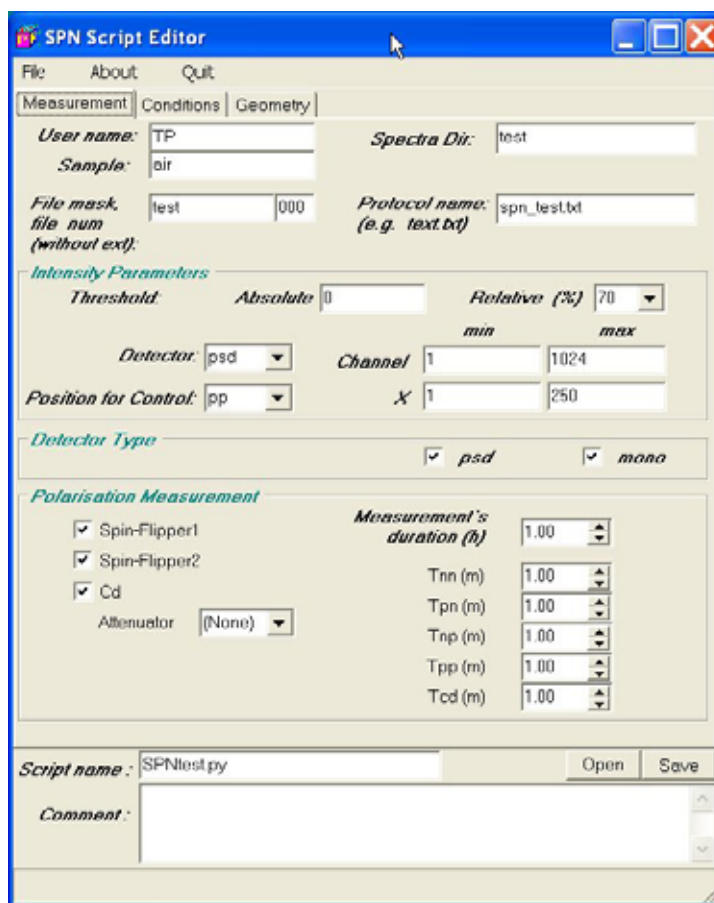 SPN Script Editor
File About Quit
Measurement Conditions Geometry
User name: TP Spectra Dir: test
Sample: air
File mask, file num (without ext): test 000 Protocol name: (e.g. text.txt) spn_test.txt
Intensity Parameters
Threshold: Absolute 0 Relative (%) 70
min max
Detector: psd Channel 1 1024
Position for Control: pp X 1 250
Detector Type
psd mono
Polarisation Measurement
Spin-Flipper1 Measurement's duration (h) 1.00
Spin-Flipper2
Cd Tnn (m) 1.00
Attenuator (None) Tpn (m) 1.00
Tnp (m) 1.00
Tpp (m) 1.00
Tcd (m) 1.00
Script name : SPNtest.py Open Save
Comment :